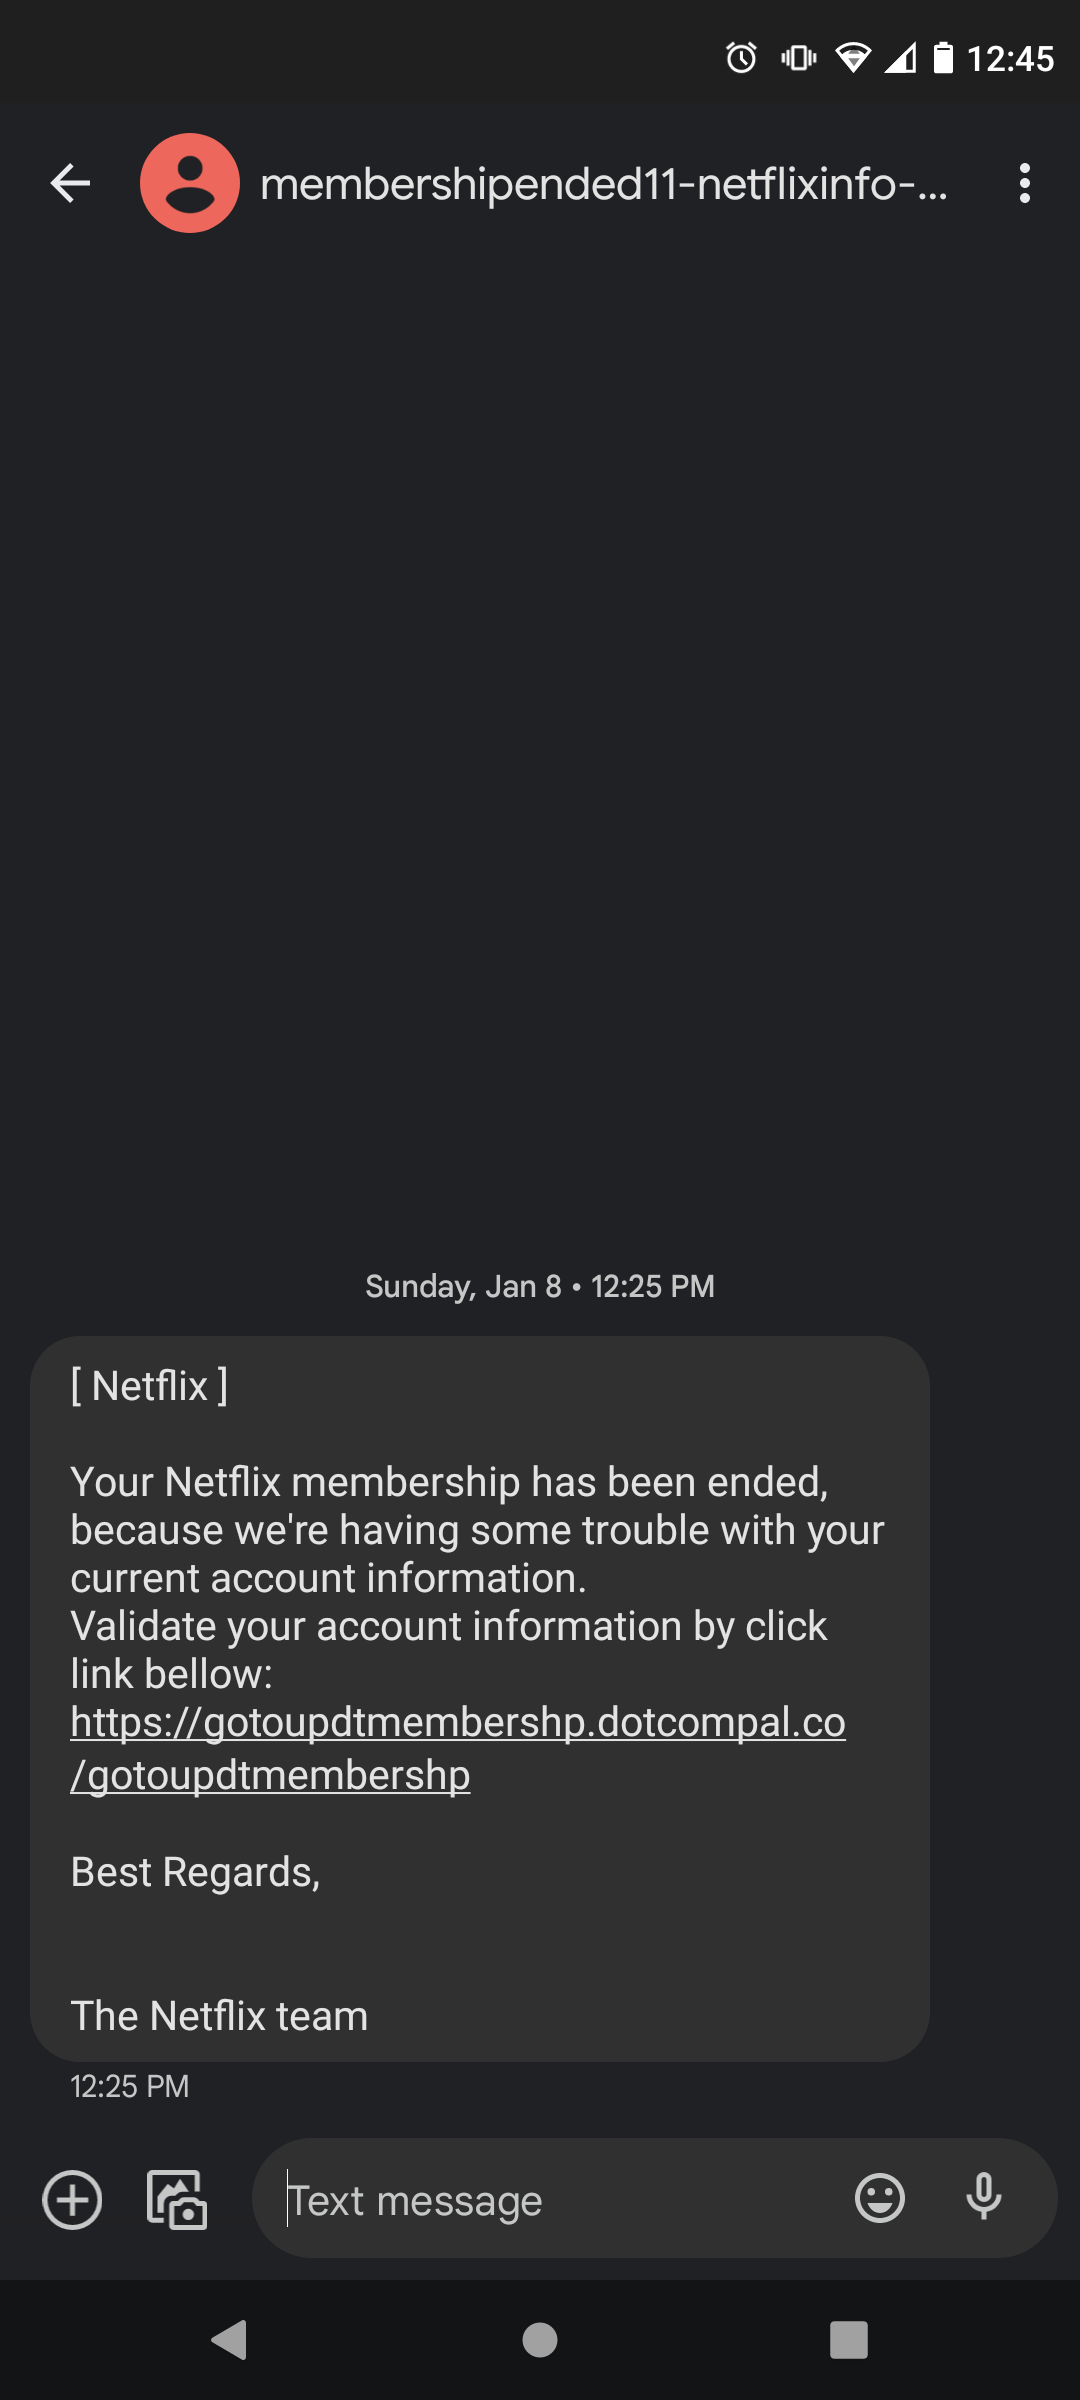 12:45
membershipended11-netflixinfo-...
Sunday, Jan 8 • 12:25 PM
[ Netflix ]
Your Netflix membership has been ended,
because we're having some trouble with your
current account information.
Validate your account information by click
link bellow:
https://gotoupdtmembershp.dotcompal.co
/gotoupdtmembershp
Best Regards,
The Netflix team
12:25 PM
Text message